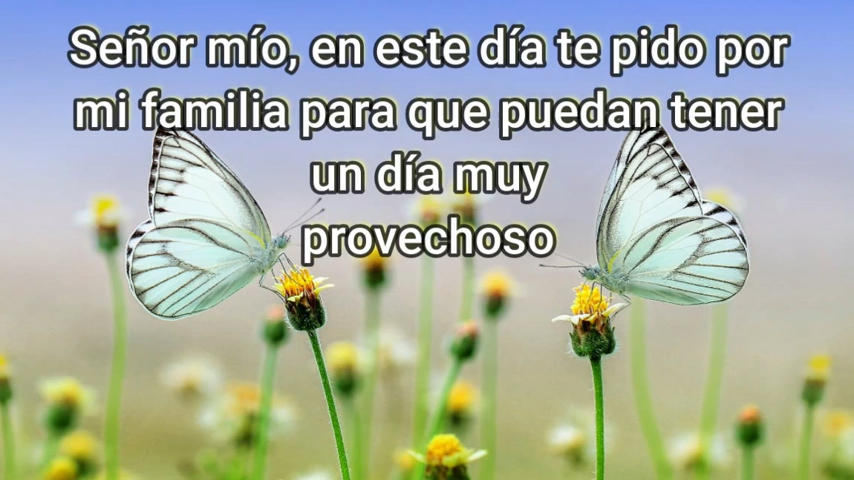 Señor mío, en este día te pido por
mi familia para que puedan tener
un día muy
provechoso